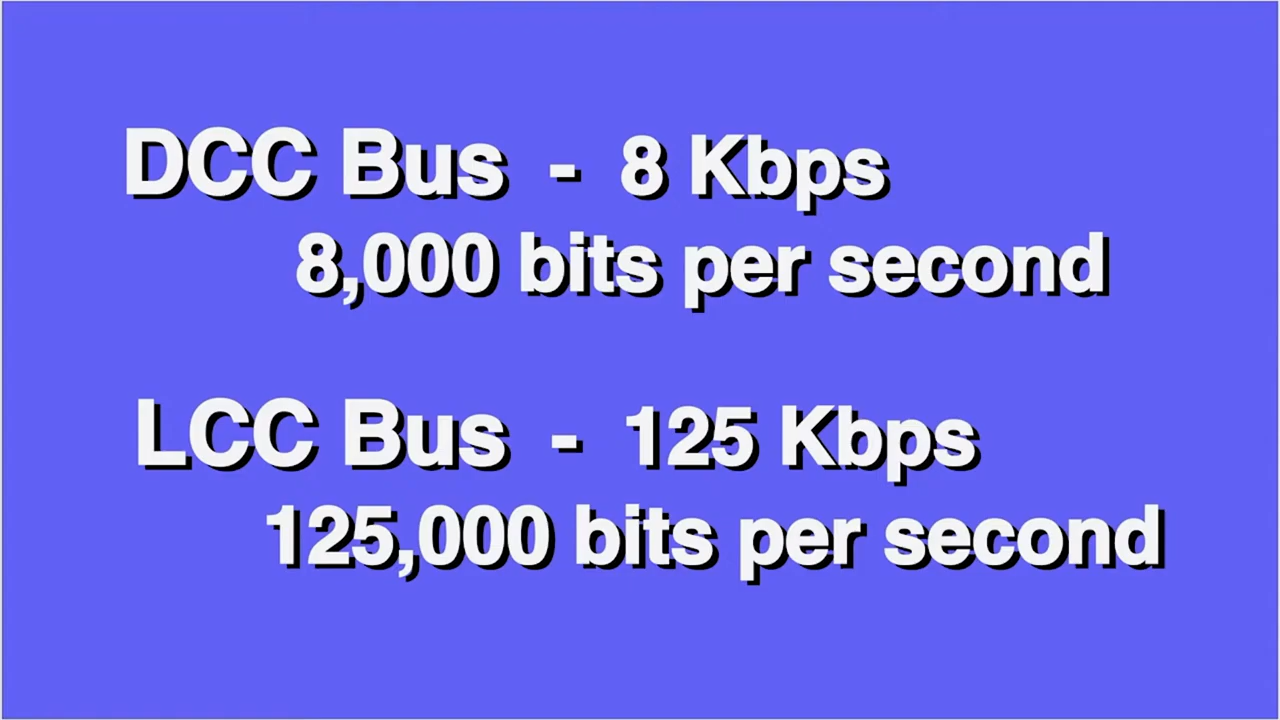 DCC Bus - 8 Kbps
8,000 bits per second
LCC Bus - 125 Kbps
125,000 bits per second